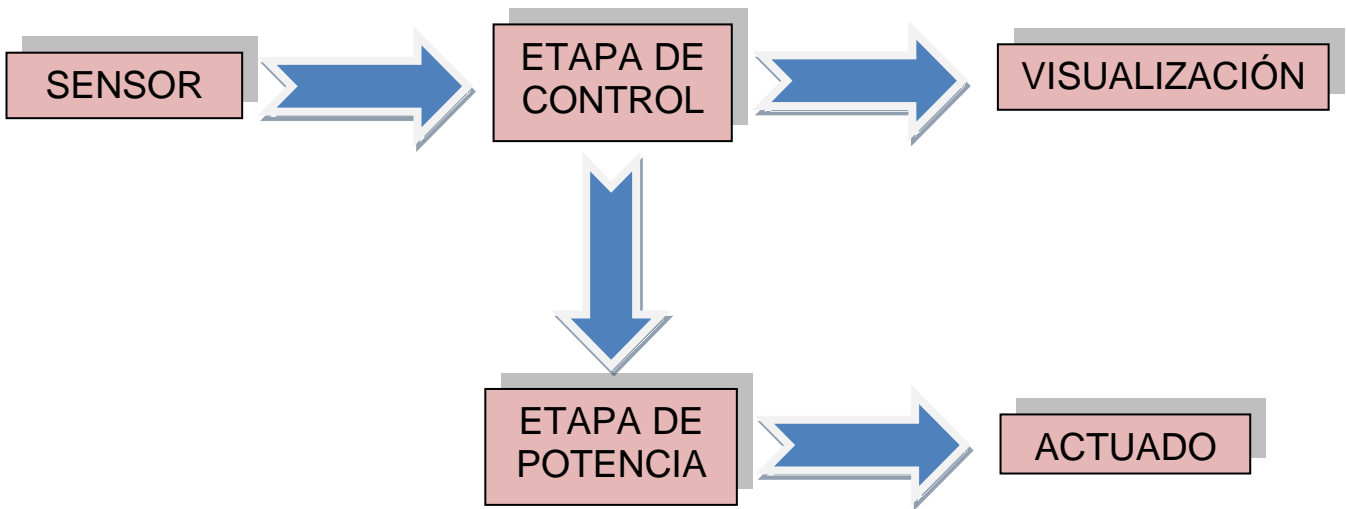 SENSOR
ETAPA DE
CONTROL
VISUALIZACIÓN
ETAPA DE
POTENCIA
ACTUADO